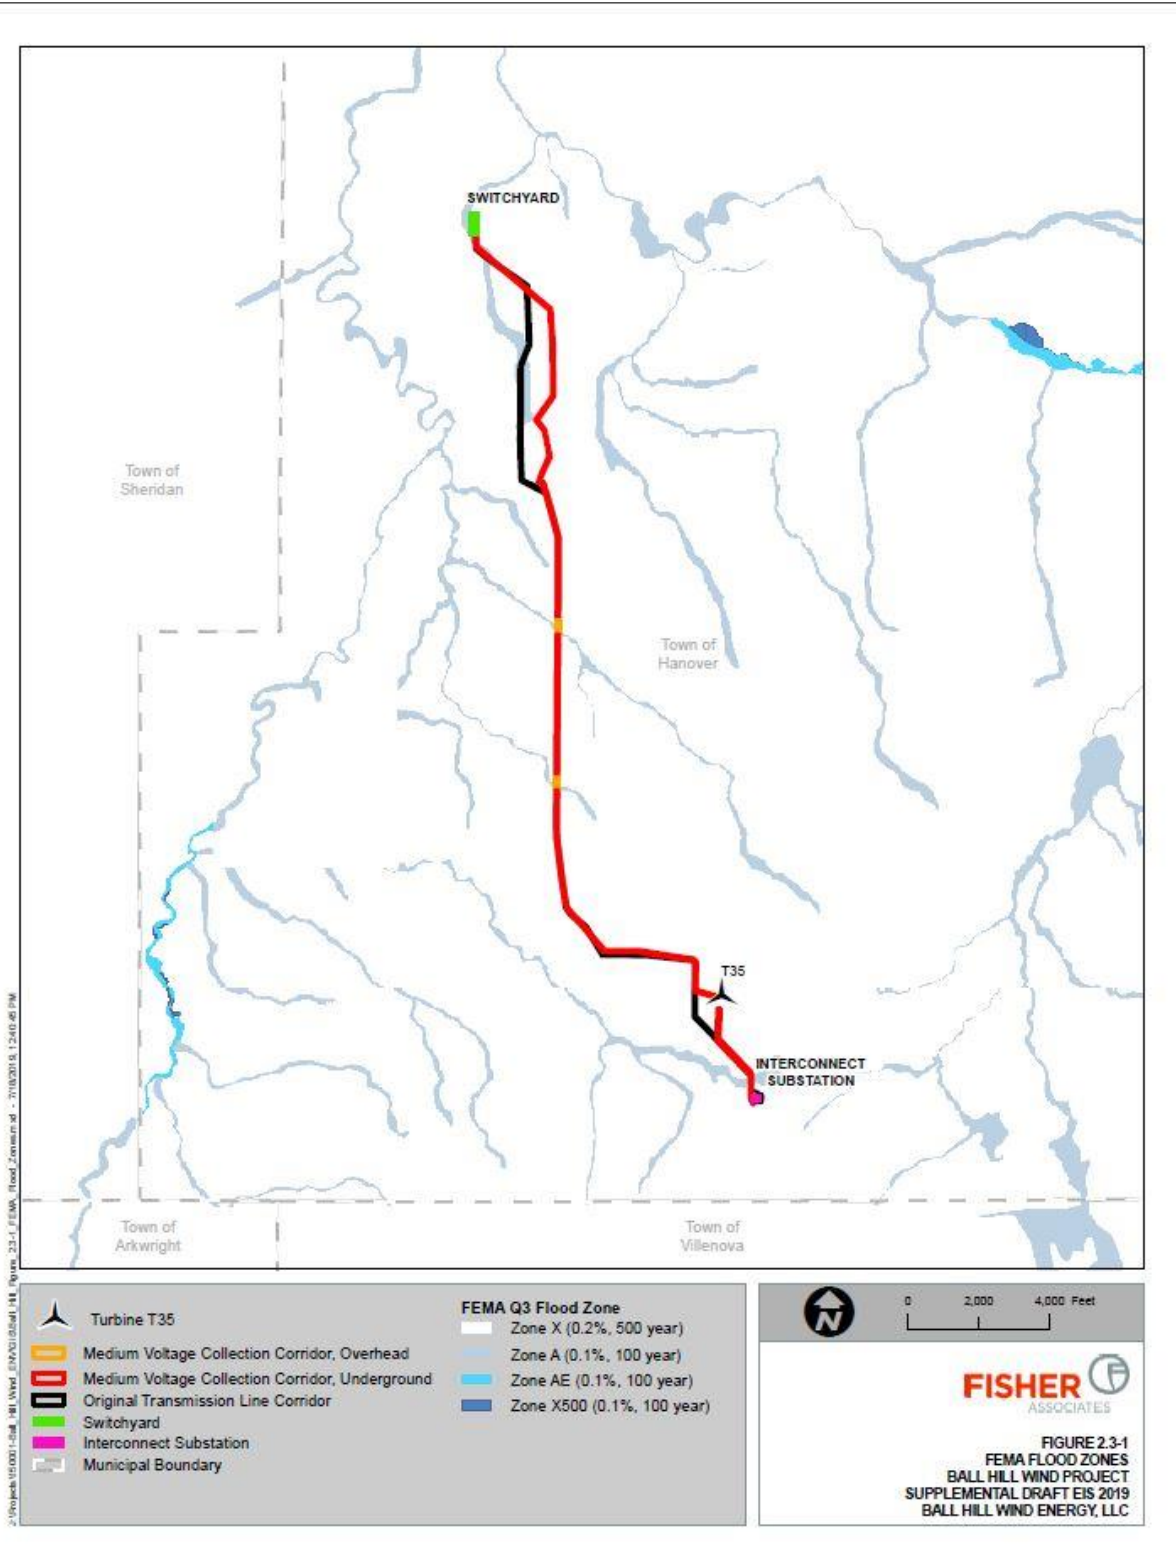 SWITCHYARD
Town of
Sheridan
Town of
Hanover
T35
INTERCONNECT
SUBSTATION
Town of
Arkwright
Town of
Villenova
Turbine T35
Medium Voltage Collection Corridor, Overhead
Medium Voltage Collection Corridor, Underground
Original Transmission Line Corridor
Switchyard
Interconnect Substation
Municipal Boundary
FEMA Q3 Flood Zone
Zone X (0.2%, 500 year)
Zone A (0.1%, 100 year)
Zone AE (0.1%, 100 year)
Zone X500 (0.1%, 100 year)
N
0 2,000 4,000 Feet
FISHER
ASSOCIATES
FIGURE 2.3-1
FEMA FLOOD ZONES
BALL HILL WIND PROJECT
SUPPLEMENTAL DRAFT EIS 2019
BALL HILL WIND ENERGY, LLC